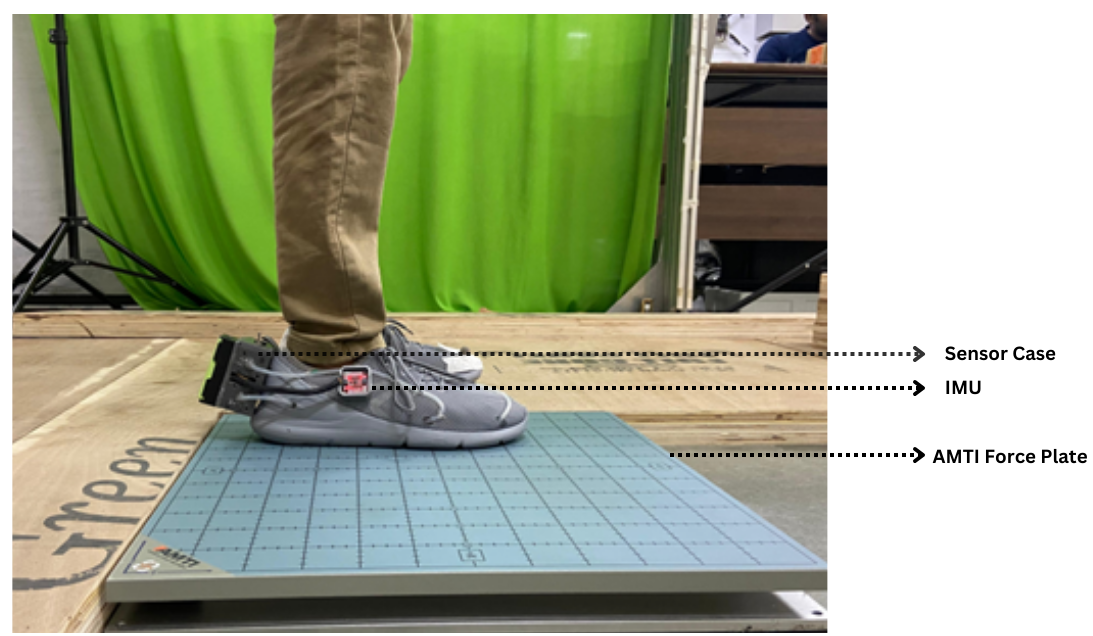 Sensor Case
IMU
AMTI Force Plate
Green
AMTI